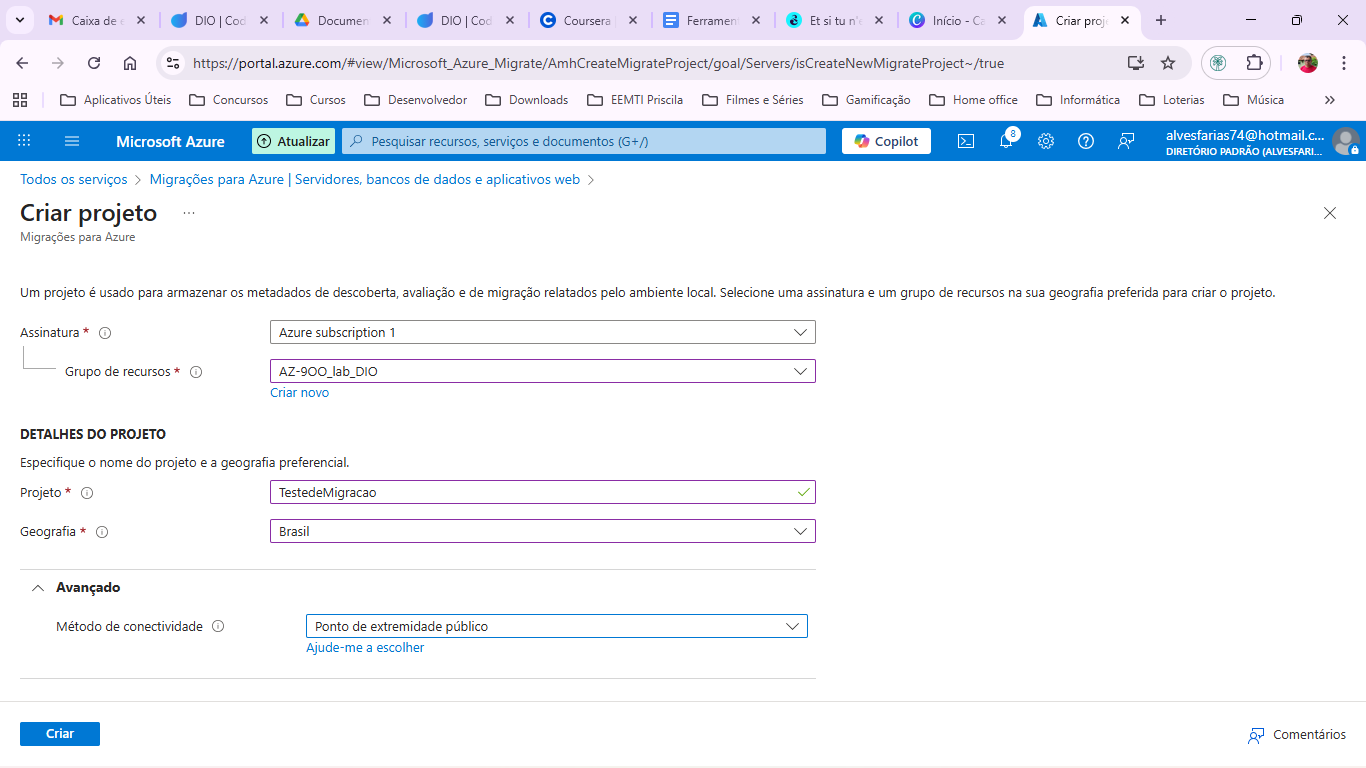 Caixa de e
DIO | Cod
Documen
DIO | Cod
Coursera
Ferrament
Et si tu n'e
Início - Ca
Criar proje
https://portal.azure.com/#view/Microsoft_Azure_Migrate/AmhCreateMigrateProject/goal/Servers/isCreateNewMigrateProject~/true
Aplicativos Úteis
Concursos
Cursos
Desenvolvedor
Downloads
EEMTI Priscila
Filmes e Séries
Gamificação
Home office
Informática
Loterias
Música
Microsoft Azure
Atualizar
Pesquisar recursos, serviços e documentos (G+/)
Copilot
8
alvesfarias74@hotmail.c...
DIRETÓRIO PADRÃO (ALVESFARI...
Todos os serviços > Migrações para Azure | Servidores, bancos de dados e aplicativos web >
Criar projeto ...
Migrações para Azure
Um projeto é usado para armazenar os metadados de descoberta, avaliação e de migração relatados pelo ambiente local. Selecione uma assinatura e um grupo de recursos na sua geografia preferida para criar o projeto.
Assinatura * Azure subscription 1
Grupo de recursos * AZ-9OO_lab_DIO
Criar novo
DETALHES DO PROJETO
Especifique o nome do projeto e a geografia preferencial.
Projeto * TestedeMigracao
Geografia * Brasil
Avançado
Método de conectividade Ponto de extremidade público
Ajude-me a escolher
Criar
Comentários